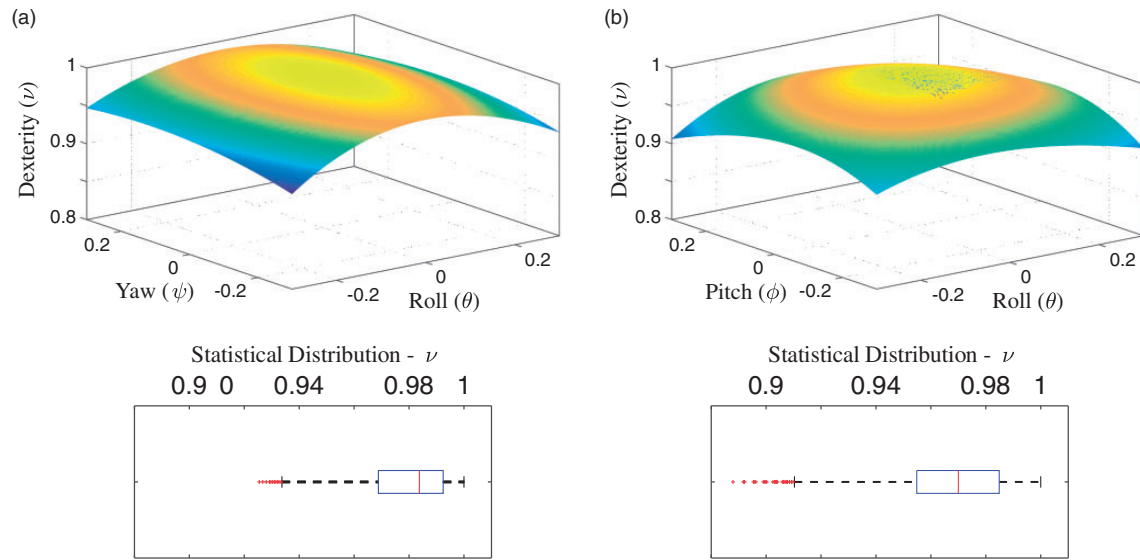 (a)
1
0.9
0.8
Dexterity (ν)
0.2
0
-0.2
Yaw (ψ)
-0.2
0
0.2
Roll (θ)
Statistical Distribution - ν
0.9 0 0.94 0.98 1
(b)
1
0.9
0.8
Dexterity (ν)
0.2
0
-0.2
Pitch (ϕ)
-0.2
0
0.2
Roll (θ)
Statistical Distribution - ν
0.9 0.94 0.98 1